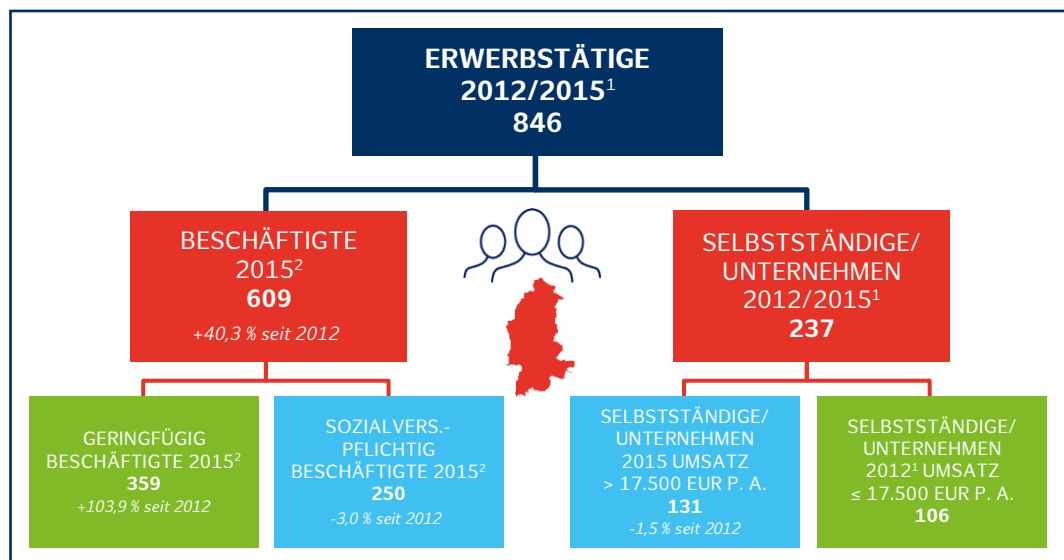 ERWERBSTÄTIGE
2012/2015¹
846
BESCHÄFTIGTE
2015²
609
+40,3 % seit 2012
SELBSTSTÄNDIGE/
UNTERNEHMEN
2012/2015¹
237
GERINGFÜGIG
BESCHÄFTIGTE 2015²
359
+103,9 % seit 2012
SOZIALVERS.-
PFLICHTIG
BESCHÄFTIGTE 2015²
250
-3,0 % seit 2012
SELBSTSTÄNDIGE/
UNTERNEHMEN
2015 UMSATZ
> 17.500 EUR P. A.
131
-1,5 % seit 2012
SELBSTSTÄNDIGE/
UNTERNEHMEN
2012¹ UMSATZ
≤ 17.500 EUR P. A.
106